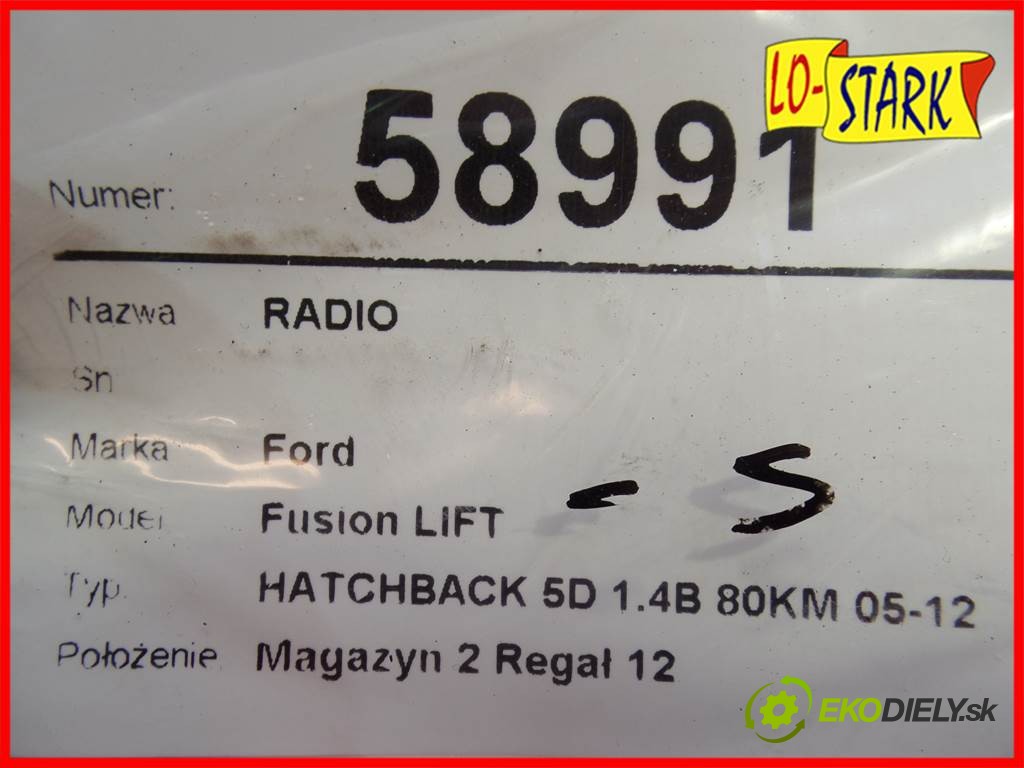 LO-STARK
Numer: 58991
Nazwa RADIO
Sn
Marka Ford
Model Fusion LIFT - S
Typ. HATCHBACK 5D 1.4B 80KM 05-12
Położenie Magazyn 2 Regał 12
EKODIELY.sk